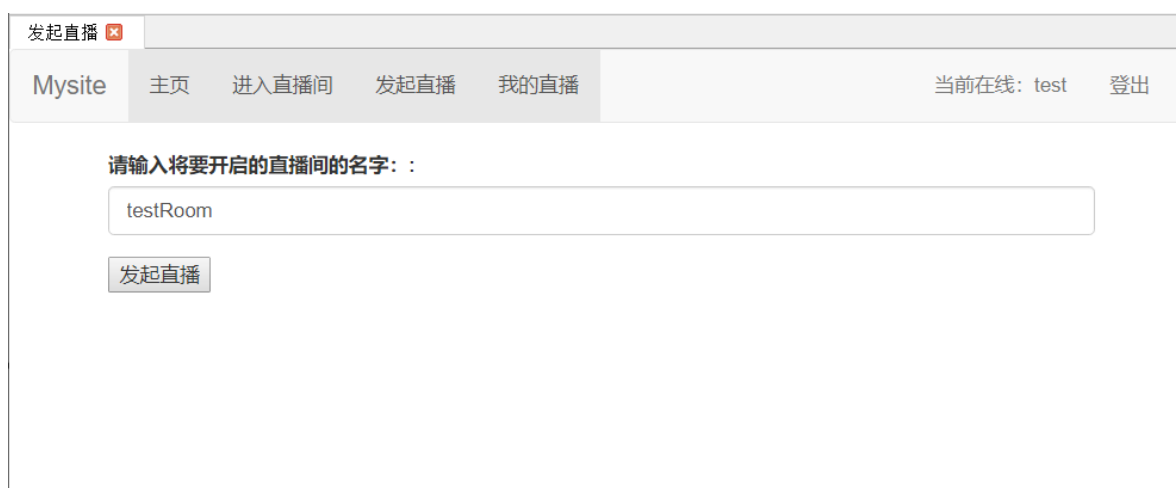 发起直播
Mysite 主页 进入直播间 发起直播 我的直播 当前在线：test 登出
请输入将要开启的直播间的名字：:
testRoom
发起直播